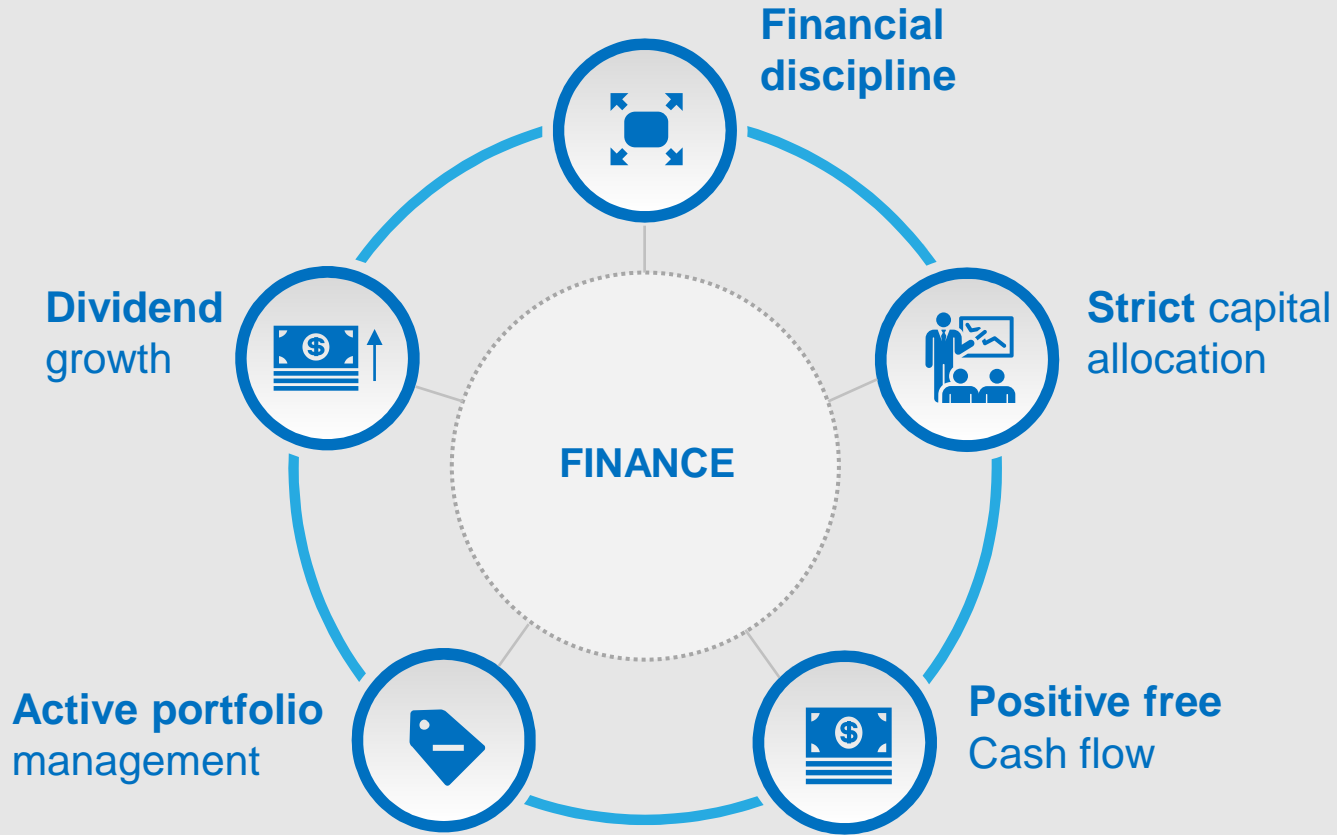 Financial
discipline
Dividend
growth
Strict capital
allocation
FINANCE
Active portfolio
management
Positive free
Cash flow